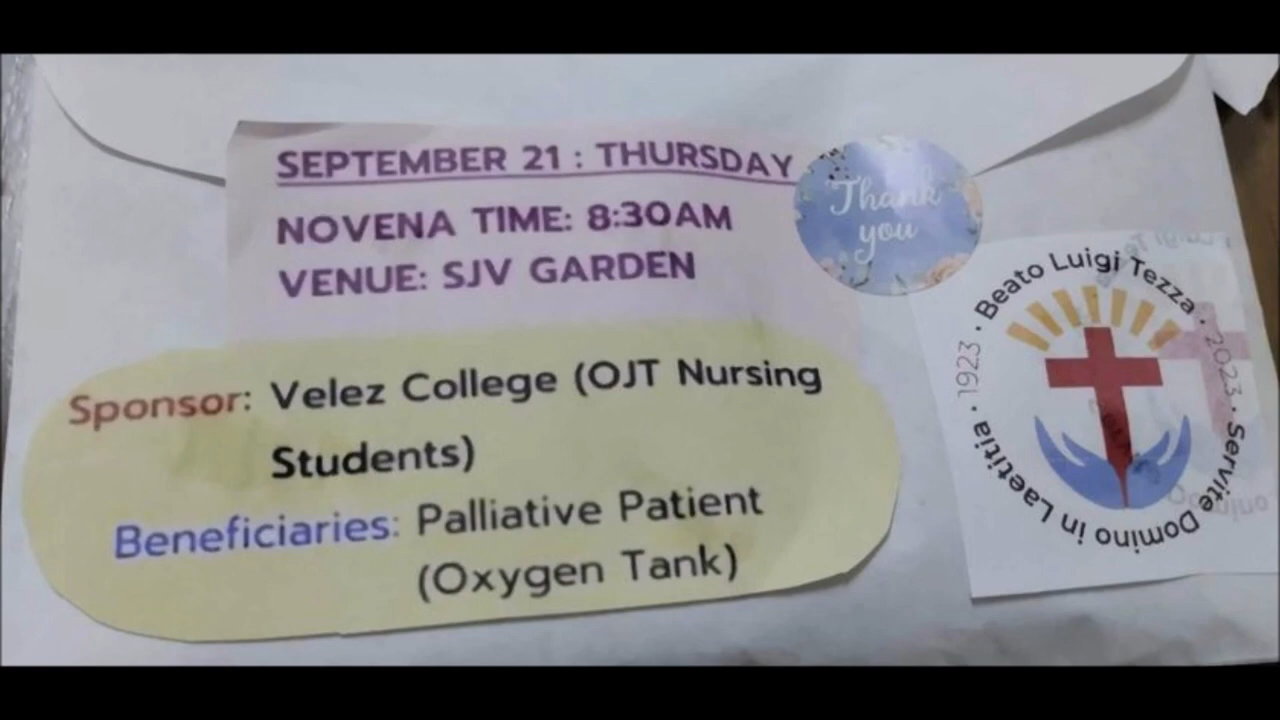 SEPTEMBER 21 : THURSDAY
NOVENA TIME: 8:30AM
VENUE: SJV GARDEN
Thank
you
Sponsor: Velez College (OJT Nursing
Students)
Beneficiaries: Palliative Patient
(Oxygen Tank)
1923 · Beato Luigi Tezza · 2023 · Servite Domino in Laetitia ·